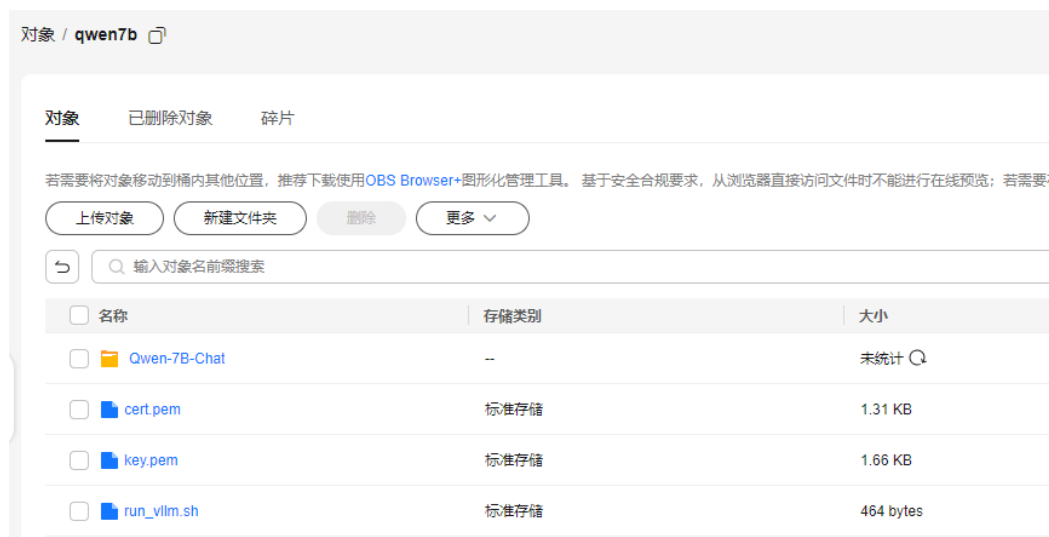 对象 / qwen7b
对象 已删除对象 碎片
若需要将对象移动到桶内其他位置，推荐下载使用OBS Browser+图形化管理工具。 基于安全合规要求，从浏览器直接访问文件时不能进行在线预览；若需要
上传对象 新建文件夹 删除 更多
输入对象名前缀搜索
名称 存储类别 大小
Qwen-7B-Chat -- 未统计
cert.pem 标准存储 1.31 KB
key.pem 标准存储 1.66 KB
run_vllm.sh 标准存储 464 bytes